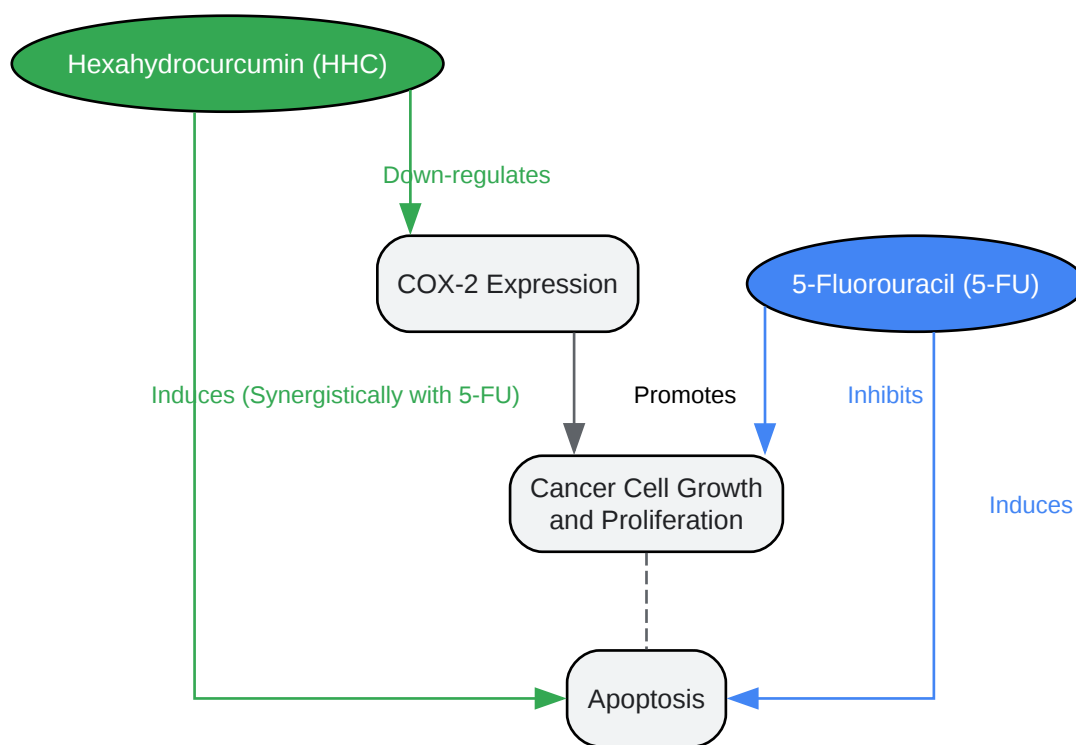 Hexahydrocurcumin (HHC)
Down-regulates
COX-2 Expression
5-Fluorouracil (5-FU)
Induces (Synergistically with 5-FU)
Promotes
Inhibits
Cancer Cell Growth
and Proliferation
Induces
Apoptosis